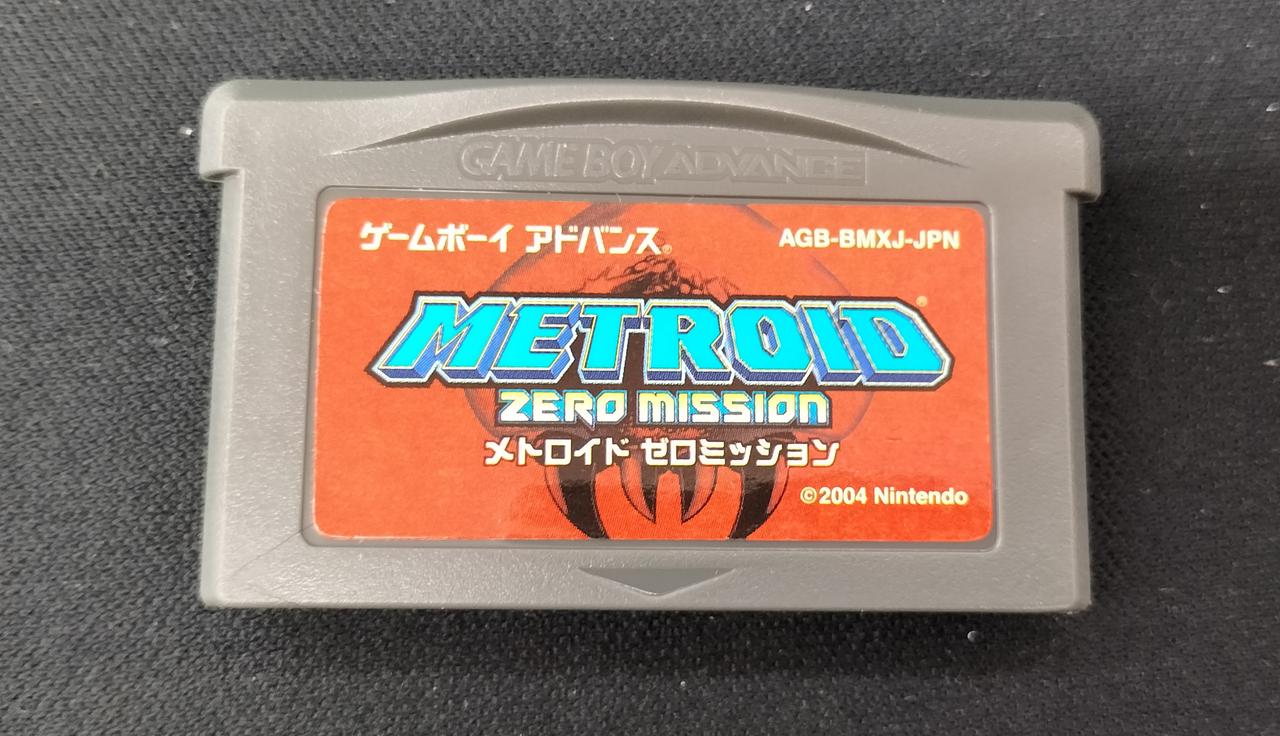 GAME BOY ADVANCE
ゲームボーイ アドバンス®
AGB-BMXJ-JPN
METROID®
ZERO MISSION
メトロイド ゼロミッション
©2004 Nintendo